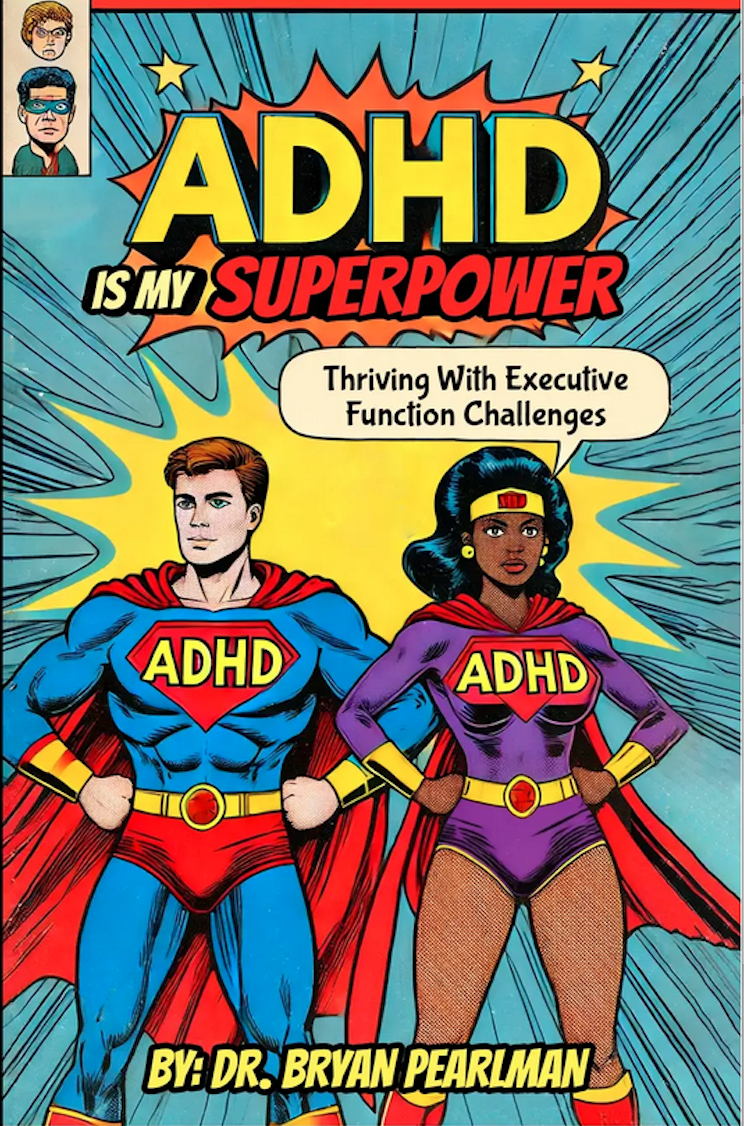 ADHD
IS MY SUPERPOWER
Thriving With Executive
Function Challenges
ADHD
ADHD
BY: DR. BRYAN PEARLMAN